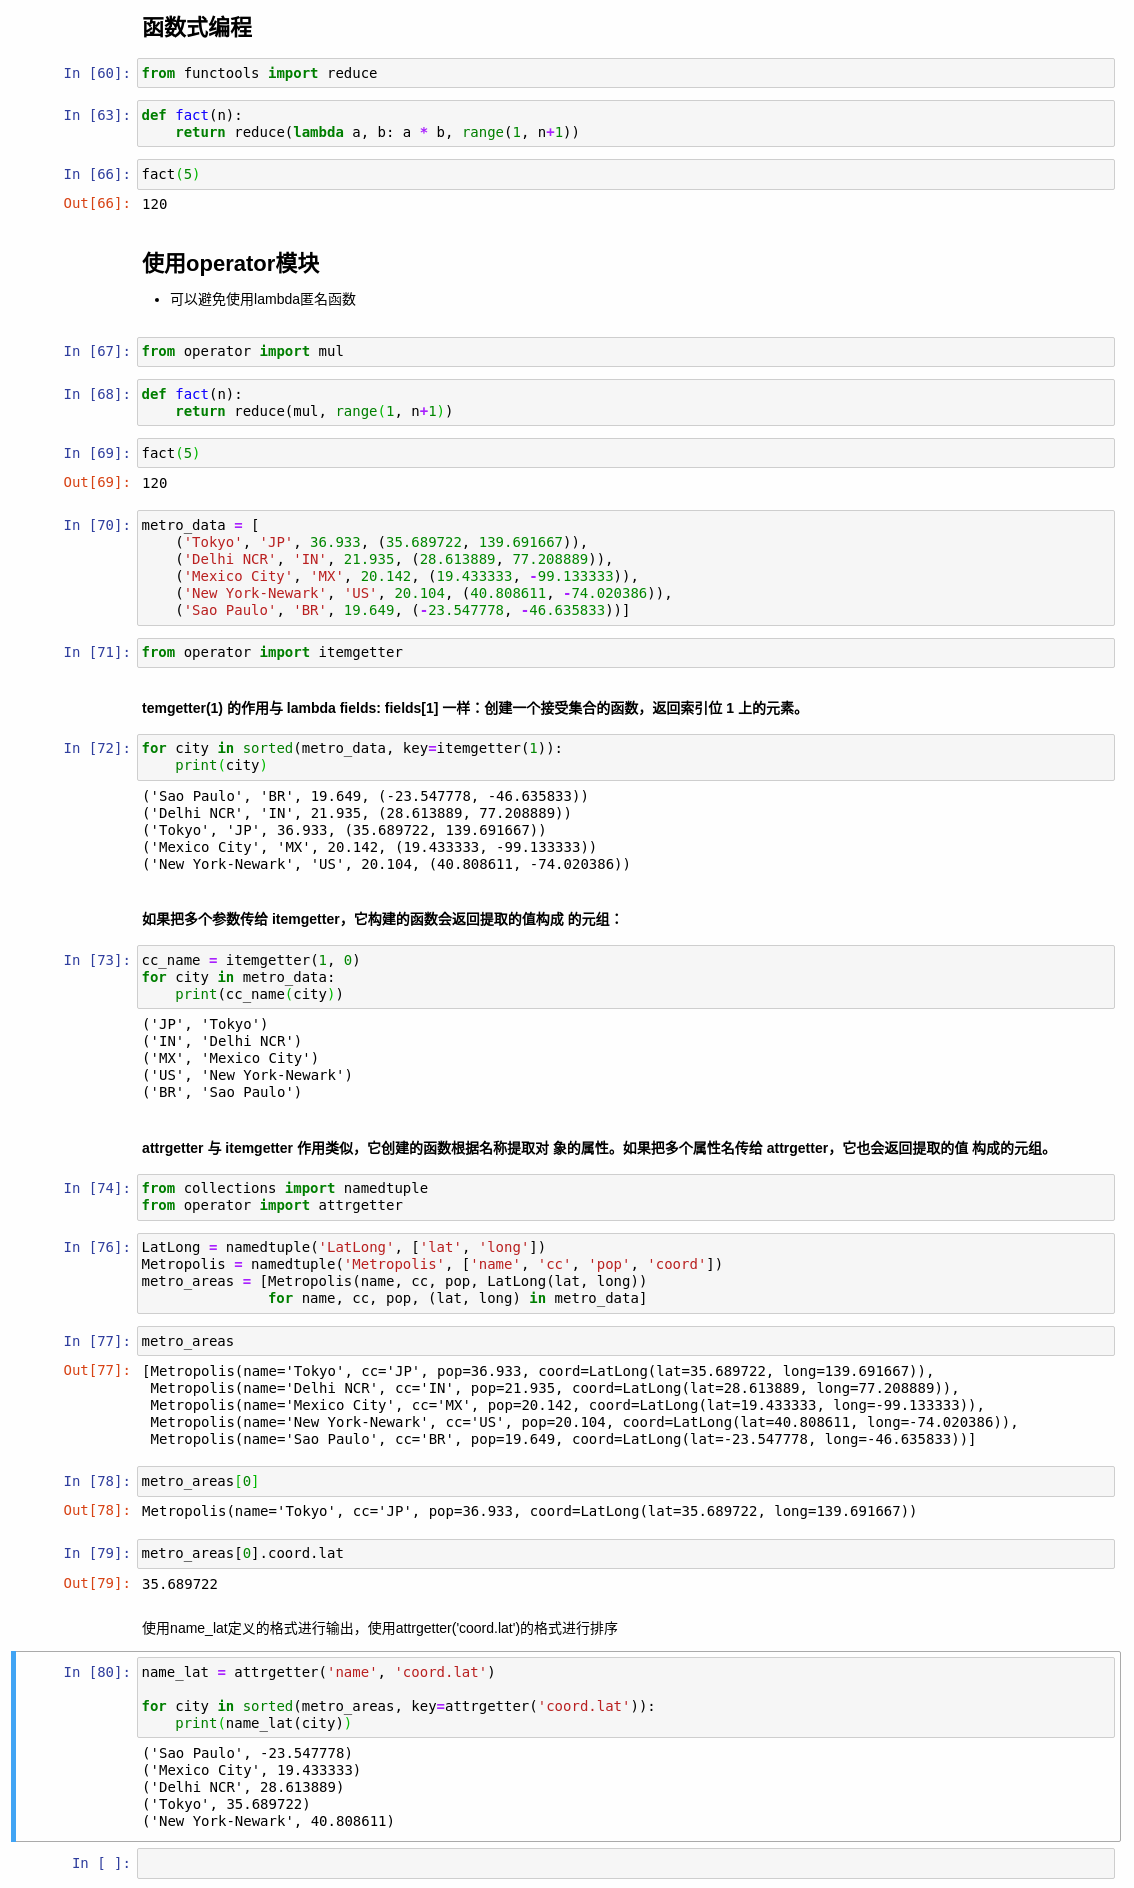 函数式编程
In [60]: from functools import reduce
In [63]: def fact(n):
    return reduce(lambda a, b: a * b, range(1, n+1))
In [66]: fact(5)
Out[66]: 120
使用operator模块
• 可以避免使用lambda匿名函数
In [67]: from operator import mul
In [68]: def fact(n):
    return reduce(mul, range(1, n+1))
In [69]: fact(5)
Out[69]: 120
In [70]: metro_data = [
    ('Tokyo', 'JP', 36.933, (35.689722, 139.691667)),
    ('Delhi NCR', 'IN', 21.935, (28.613889, 77.208889)),
    ('Mexico City', 'MX', 20.142, (19.433333, -99.133333)),
    ('New York-Newark', 'US', 20.104, (40.808611, -74.020386)),
    ('Sao Paulo', 'BR', 19.649, (-23.547778, -46.635833))]
In [71]: from operator import itemgetter
temgetter(1) 的作用与 lambda fields: fields[1] 一样：创建一个接受集合的函数，返回索引位 1 上的元素。
In [72]: for city in sorted(metro_data, key=itemgetter(1)):
    print(city)
('Sao Paulo', 'BR', 19.649, (-23.547778, -46.635833))
('Delhi NCR', 'IN', 21.935, (28.613889, 77.208889))
('Tokyo', 'JP', 36.933, (35.689722, 139.691667))
('Mexico City', 'MX', 20.142, (19.433333, -99.133333))
('New York-Newark', 'US', 20.104, (40.808611, -74.020386))
如果把多个参数传给 itemgetter，它构建的函数会返回提取的值构成 的元组：
In [73]: cc_name = itemgetter(1, 0)
for city in metro_data:
    print(cc_name(city))
('JP', 'Tokyo')
('IN', 'Delhi NCR')
('MX', 'Mexico City')
('US', 'New York-Newark')
('BR', 'Sao Paulo')
attrgetter 与 itemgetter 作用类似，它创建的函数根据名称提取对 象的属性。如果把多个属性名传给 attrgetter，它也会返回提取的值 构成的元组。
In [74]: from collections import namedtuple
from operator import attrgetter
In [76]: LatLong = namedtuple('LatLong', ['lat', 'long'])
Metropolis = namedtuple('Metropolis', ['name', 'cc', 'pop', 'coord'])
metro_areas = [Metropolis(name, cc, pop, LatLong(lat, long))
               for name, cc, pop, (lat, long) in metro_data]
In [77]: metro_areas
Out[77]: [Metropolis(name='Tokyo', cc='JP', pop=36.933, coord=LatLong(lat=35.689722, long=139.691667)),
 Metropolis(name='Delhi NCR', cc='IN', pop=21.935, coord=LatLong(lat=28.613889, long=77.208889)),
 Metropolis(name='Mexico City', cc='MX', pop=20.142, coord=LatLong(lat=19.433333, long=-99.133333)),
 Metropolis(name='New York-Newark', cc='US', pop=20.104, coord=LatLong(lat=40.808611, long=-74.020386)),
 Metropolis(name='Sao Paulo', cc='BR', pop=19.649, coord=LatLong(lat=-23.547778, long=-46.635833))]
In [78]: metro_areas[0]
Out[78]: Metropolis(name='Tokyo', cc='JP', pop=36.933, coord=LatLong(lat=35.689722, long=139.691667))
In [79]: metro_areas[0].coord.lat
Out[79]: 35.689722
使用name_lat定义的格式进行输出，使用attrgetter('coord.lat')的格式进行排序
In [80]: name_lat = attrgetter('name', 'coord.lat')
for city in sorted(metro_areas, key=attrgetter('coord.lat')):
    print(name_lat(city))
('Sao Paulo', -23.547778)
('Mexico City', 19.433333)
('Delhi NCR', 28.613889)
('Tokyo', 35.689722)
('New York-Newark', 40.808611)
In [ ]: